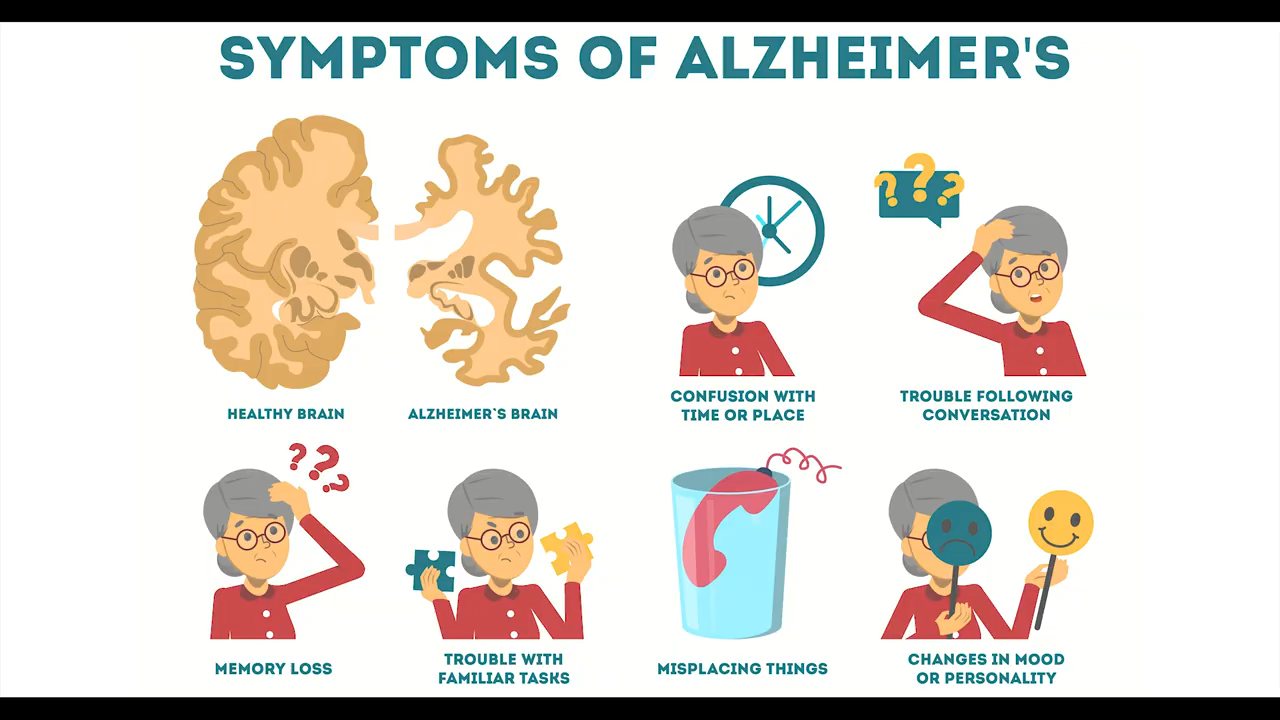 SYMPTOMS OF ALZHEIMER'S
HEALTHY BRAIN
ALZHEIMER`S BRAIN
CONFUSION WITH
TIME OR PLACE
TROUBLE FOLLOWING
CONVERSATION
? ? ?
? ? ?
MEMORY LOSS
TROUBLE WITH
FAMILIAR TASKS
MISPLACING THINGS
CHANGES IN MOOD
OR PERSONALITY